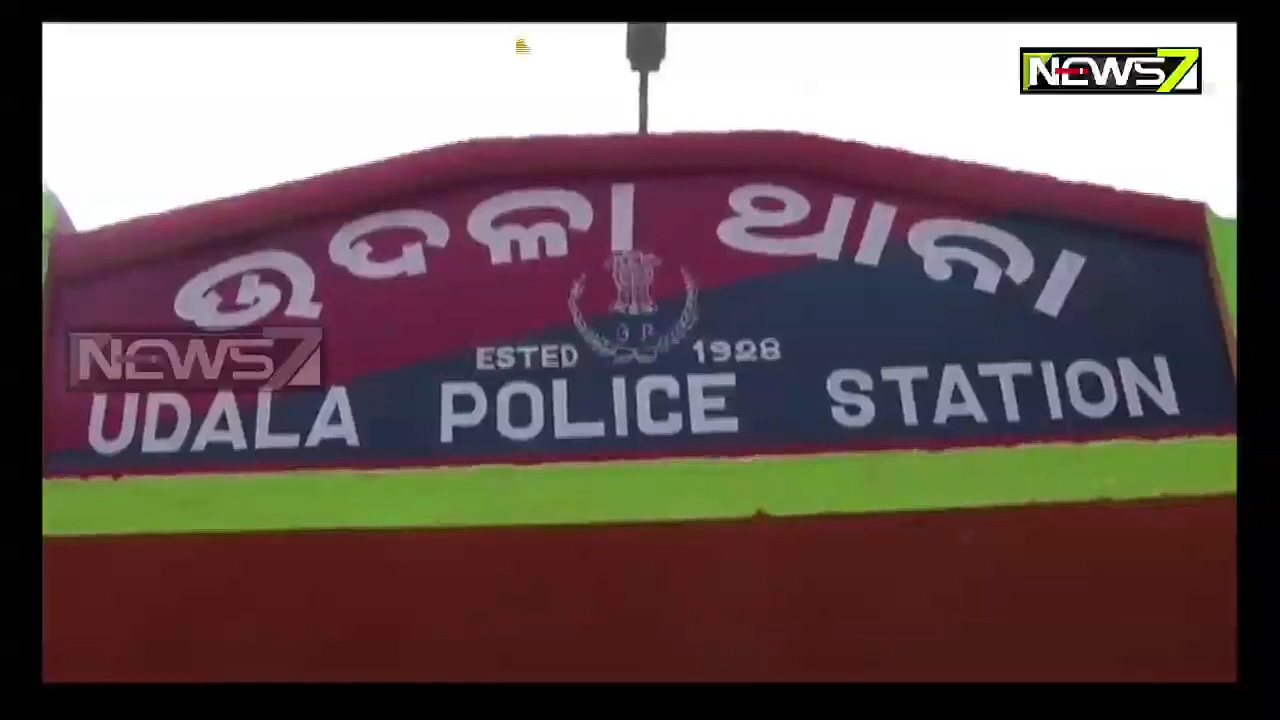 NEWS7
ଉଦଳା ଥାନା
G P
ESTED 1928
NEWS7
UDALA POLICE STATION